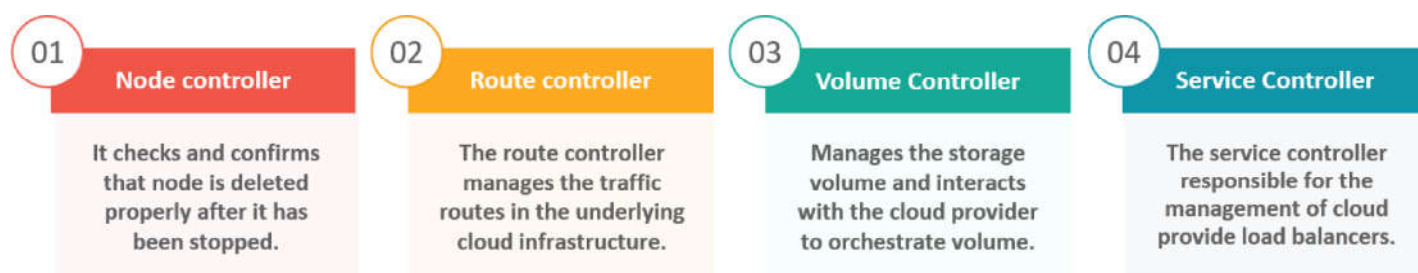 01
Node controller
It checks and confirms
that node is deleted
properly after it has
been stopped.
02
Route controller
The route controller
manages the traffic
routes in the underlying
cloud infrastructure.
03
Volume Controller
Manages the storage
volume and interacts
with the cloud provider
to orchestrate volume.
04
Service Controller
The service controller
responsible for the
management of cloud
provide load balancers.